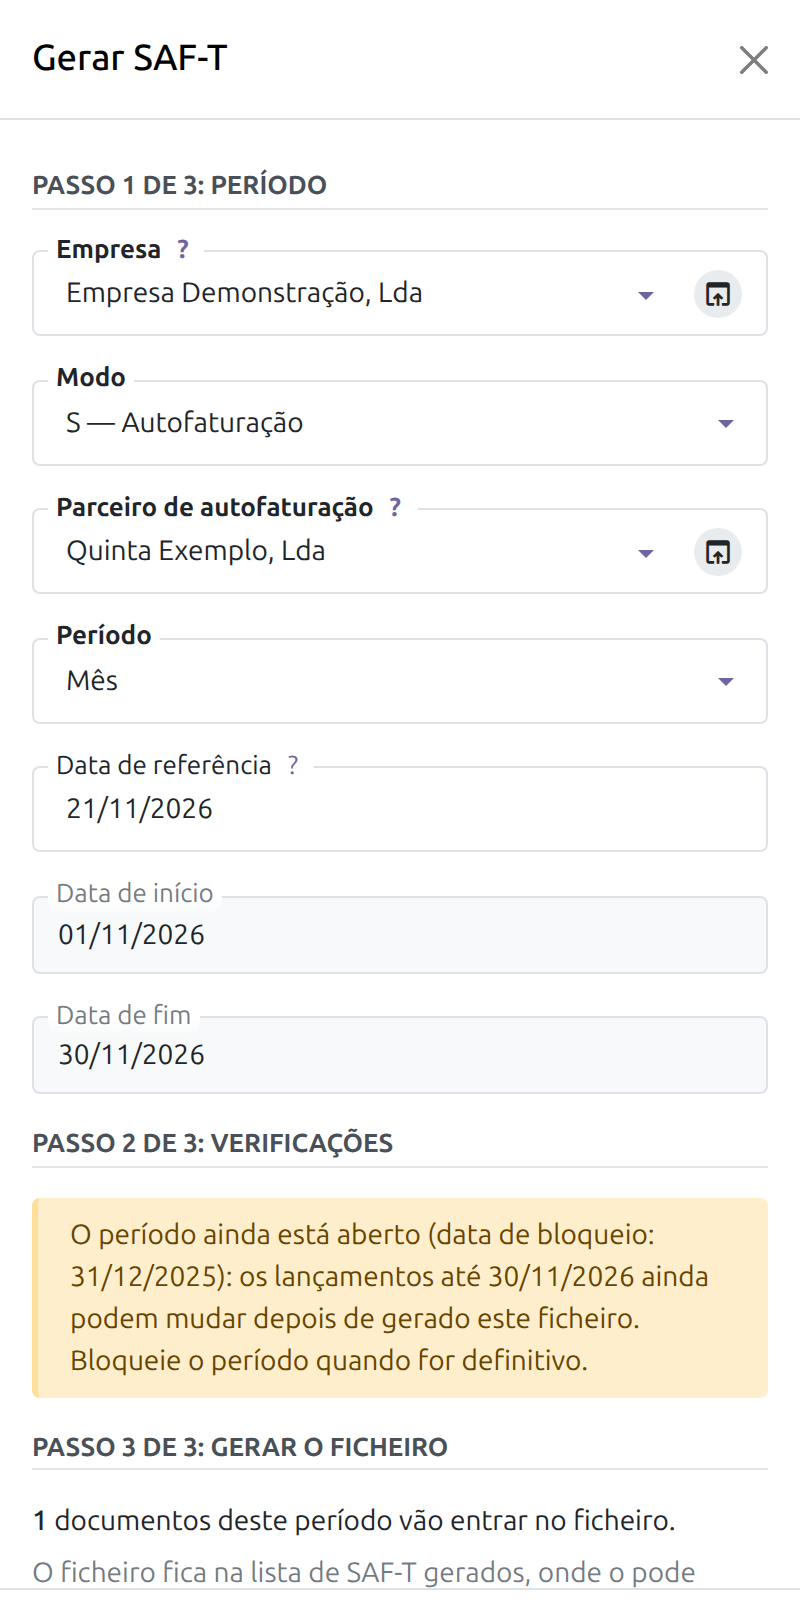 Gerar SAF-T
PASSO 1 DE 3: PERÍODO
Empresa ?
Empresa Demonstração, Lda
Modo
S — Autofaturação
Parceiro de autofaturação ?
Quinta Exemplo, Lda
Período
Mês
Data de referência ?
21/11/2026
Data de início
01/11/2026
Data de fim
30/11/2026
PASSO 2 DE 3: VERIFICAÇÕES
O período ainda está aberto (data de bloqueio:
31/12/2025): os lançamentos até 30/11/2026 ainda
podem mudar depois de gerado este ficheiro.
Bloqueie o período quando for definitivo.
PASSO 3 DE 3: GERAR O FICHEIRO
1 documentos deste período vão entrar no ficheiro.
O ficheiro fica na lista de SAF-T gerados, onde o pode